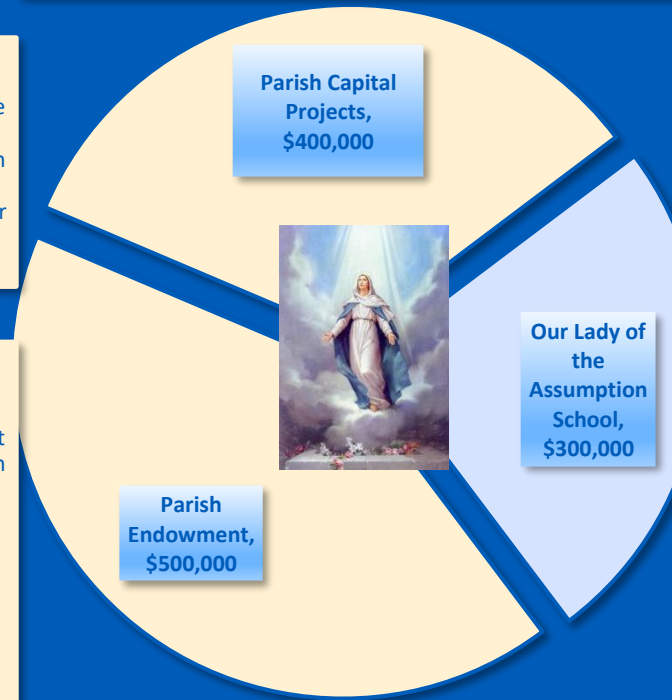 Parish Capital
Projects,
$400,000
Our Lady of
the
Assumption
School,
$300,000
Parish
Endowment,
$500,000